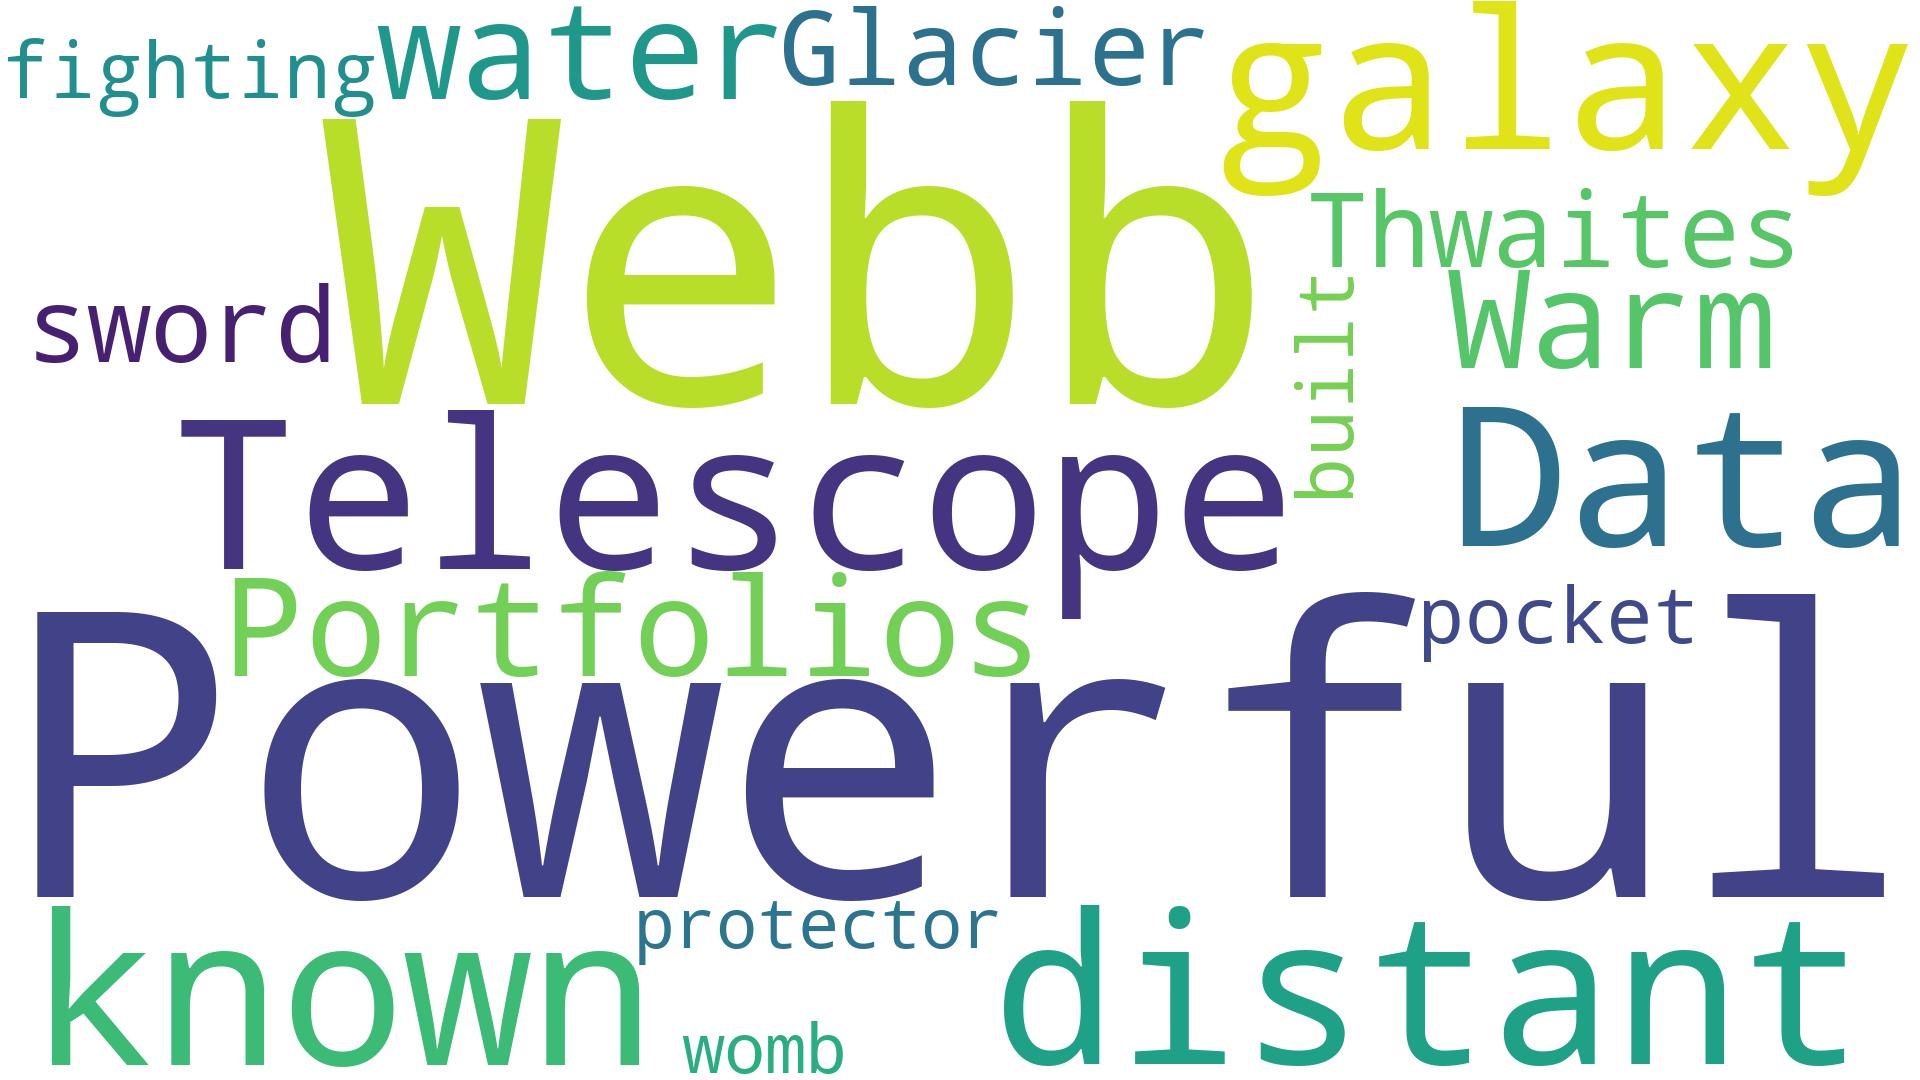 fighting water Glacier galaxy
Webb
Thwaites
sword
Warm
built
Telescope
Data
Portfolios
pocket
Powerful
protector
known
distant
womb